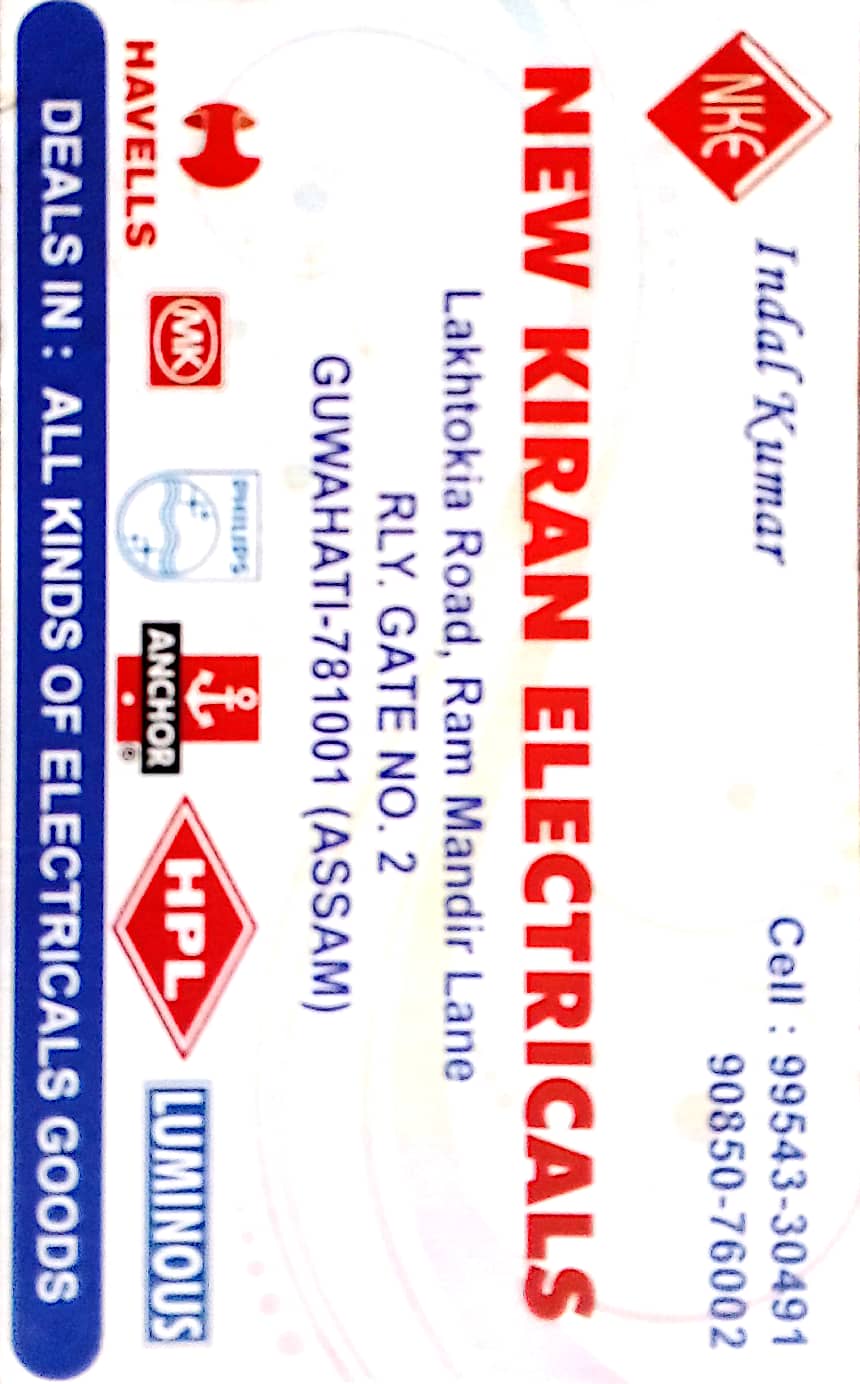 NKE
Indal Kumar
Cell : 99543-30491
90850-76002
NEW KIRAN ELECTRICALS
Lakhtokia Road, Ram Mandir Lane
RLY. GATE NO. 2
GUWAHATI-781001 (ASSAM)
HAVELLS
MK
PHILIPS
ANCHOR
®
HPL
LUMINOUS
DEALS IN : ALL KINDS OF ELECTRICALS GOODS